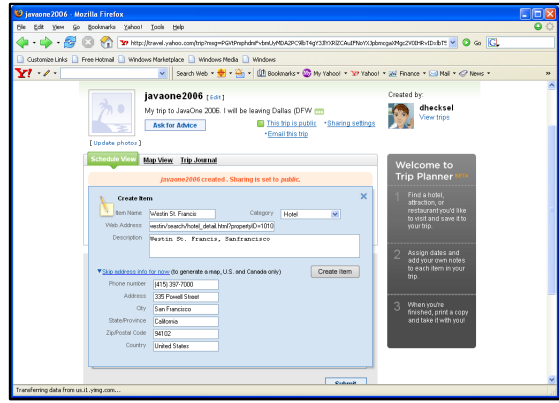 javaone2006 - Mozilla Firefox
File Edit View Go Bookmarks Yahoo! Tools Help
Go
Customize Links Free Hotmail Windows Marketplace Windows Media Windows
Y! Search Web Bookmarks My Yahoo! Yahoo! Finance Mail News
javaone2006 [Edit]
My trip to JavaOne 2006. I will be leaving Dallas (DFW
Ask for Advice
This trip is public Sharing settings
Email this trip
[Update photos]
Created by:
dhecksel
View trips
Schedule View Map View Trip Journal
javaone2006 created. Sharing is set to public.
Create Item
Item Name Westin St. Francis Category Hotel
Web Address westin/search/hotel_detail.html?propertyID=1010
Description Westin St. Francis, Sanfrancisco
Skip address info for now (to generate a map, U.S. and Canada only) Create Item
Phone number (415) 397-7000
Address 335 Powell Street
City San Francisco
State/Province California
Zip/Postal Code 94102
Country United States
Submit
Welcome to
Trip Planner BETA
1 Find a hotel,
attraction, or
restaurant you'd like
to visit and save it to
your trip.
2 Assign dates and
add your own notes
to each item in your
trip.
3 When you're
finished, print a copy
and take it with you!
Transferring data from us.i1.yimg.com...